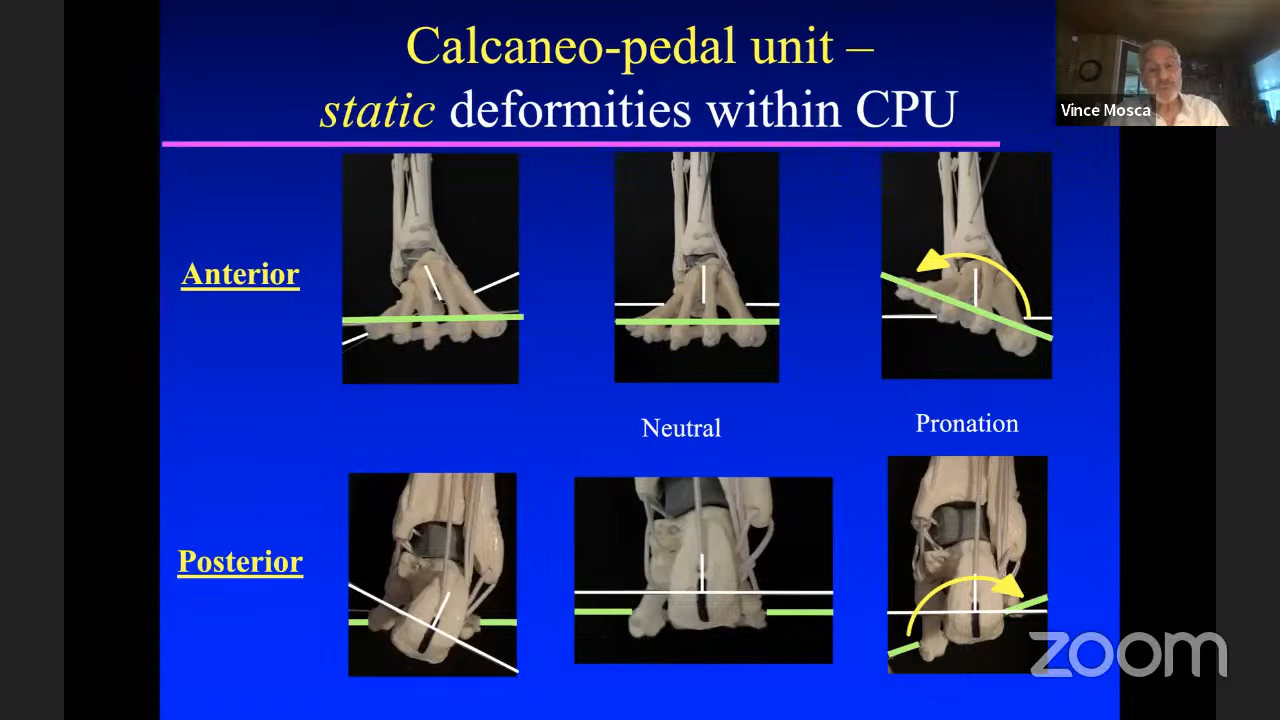 Calcaneo-pedal unit –
static deformities within CPU
Vince Mosca
Anterior
Neutral
Pronation
Posterior
zoom